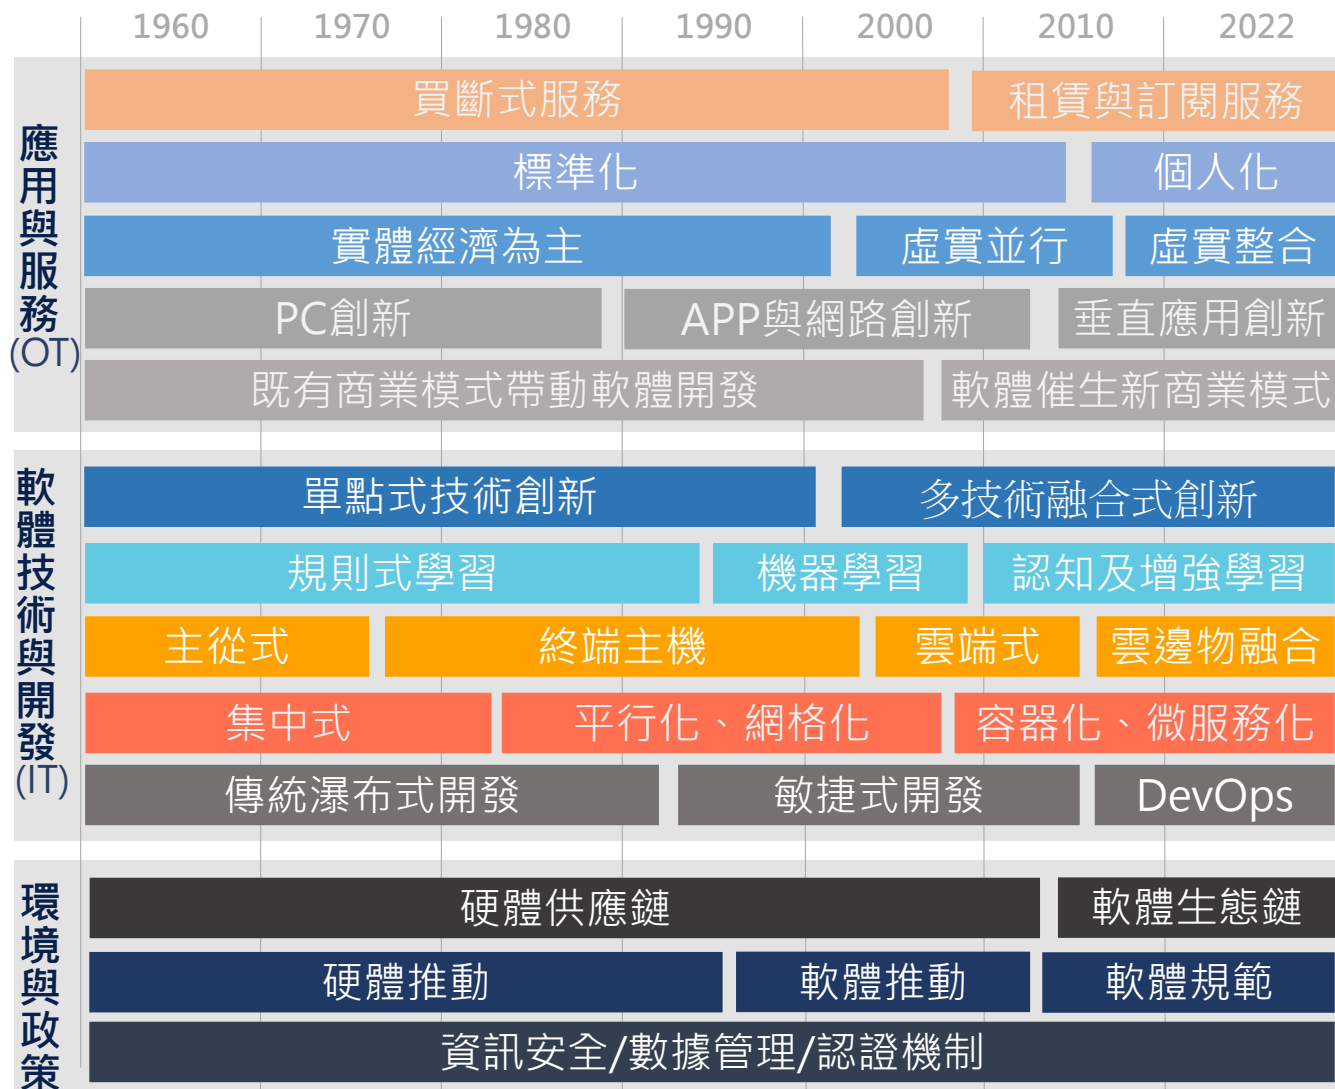 1960 1970 1980 1990 2000 2010 2022
應用與服務
(OT)
買斷式服務 租賃與訂閱服務
標準化 個人化
實體經濟為主 虛實並行 虛實整合
PC創新 APP與網路創新 垂直應用創新
既有商業模式帶動軟體開發 軟體催生新商業模式
軟體技術與開發
(IT)
單點式技術創新 多技術融合式創新
規則式學習 機器學習 認知及增強學習
主從式 終端主機 雲端式 雲邊物融合
集中式 平行化、網格化 容器化、微服務化
傳統瀑布式開發 敏捷式開發 DevOps
環境與政策
硬體供應鏈 軟體生態鏈
硬體推動 軟體推動 軟體規範
資訊安全/數據管理/認證機制